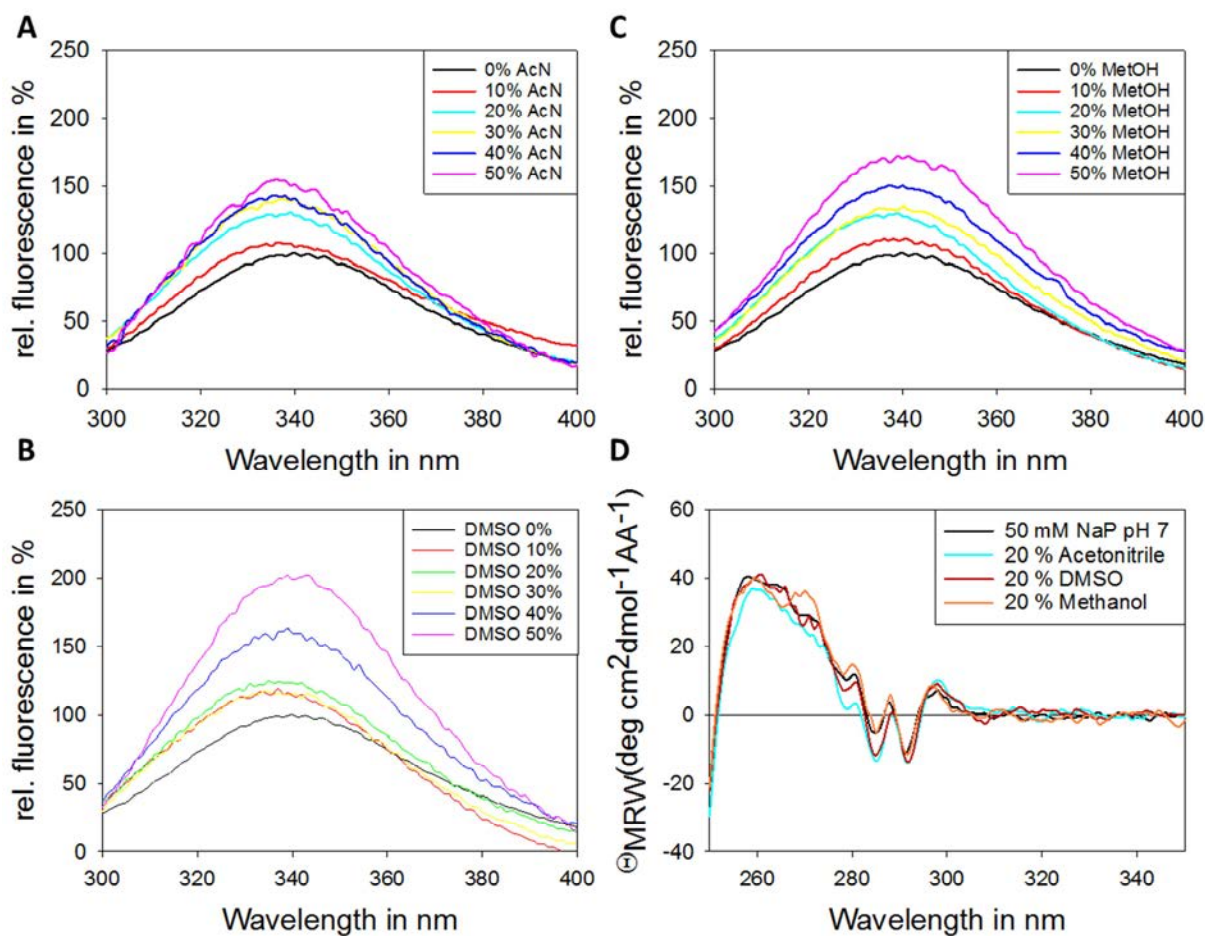 A
rel. fluorescence in %
250
200
150
100
50
0
300
320
340
360
380
400
Wavelength in nm
0% AcN
10% AcN
20% AcN
30% AcN
40% AcN
50% AcN
C
rel. fluorescence in %
250
200
150
100
50
0
300
320
340
360
380
400
Wavelength in nm
0% MetOH
10% MetOH
20% MetOH
30% MetOH
40% MetOH
50% MetOH
B
rel. fluorescence in %
250
200
150
100
50
0
300
320
340
360
380
400
Wavelength in nm
DMSO 0%
DMSO 10%
DMSO 20%
DMSO 30%
DMSO 40%
DMSO 50%
D
ΘMRW(deg cm²dmol⁻¹AA⁻¹)
60
40
20
0
-20
-40
260
280
300
320
340
Wavelength in nm
50 mM NaP pH 7
20 % Acetonitrile
20 % DMSO
20 % Methanol